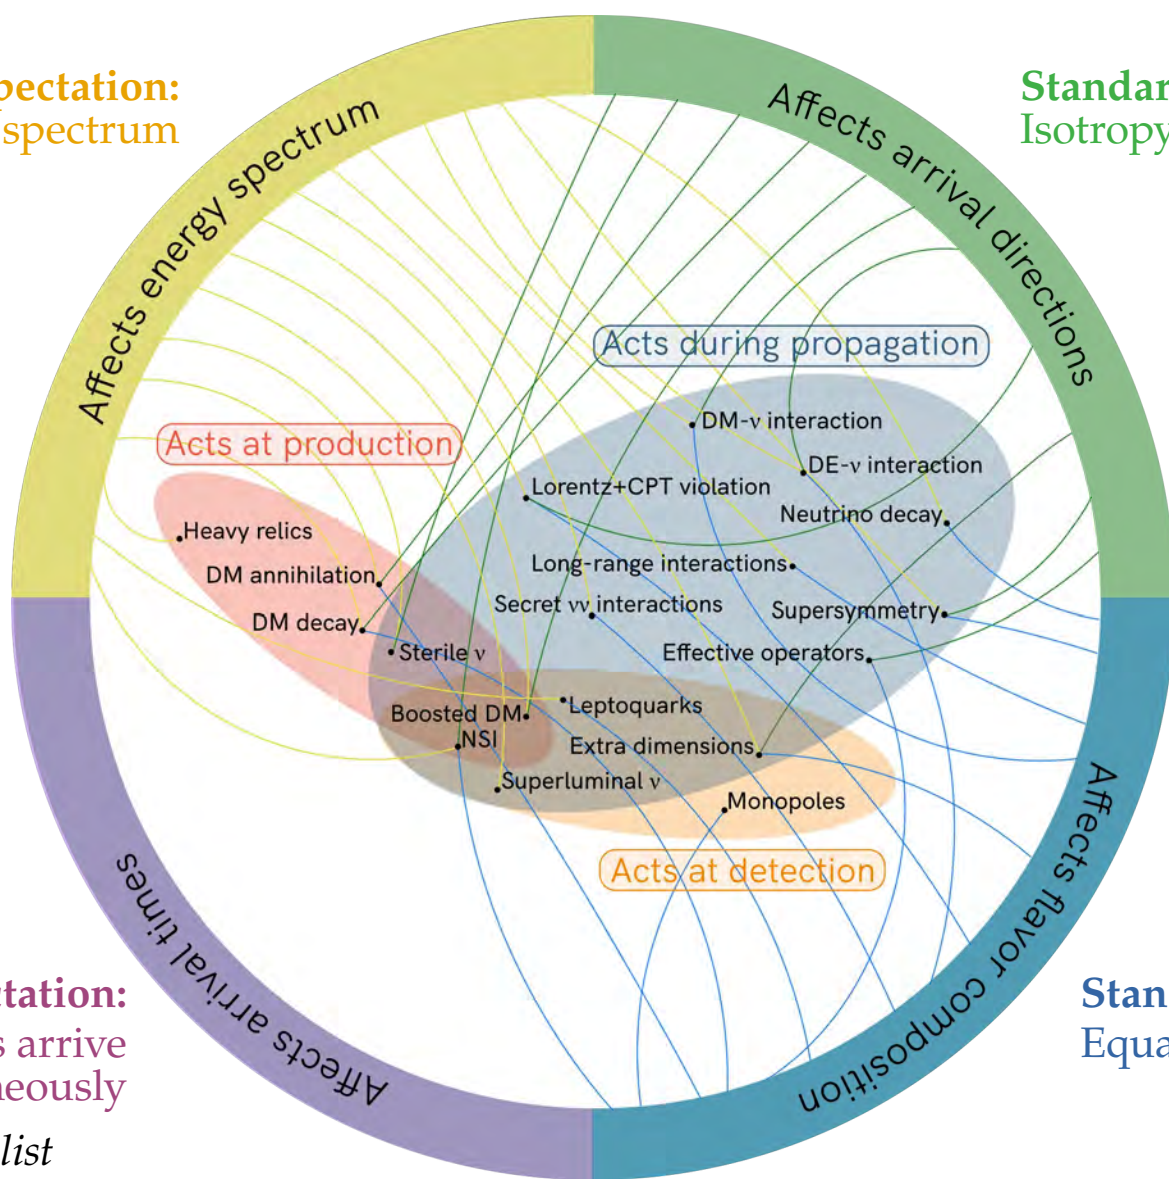 pectation:
spectrum
Standar
Isotropy
Affects energy spectrum
Affects arrival directions
Acts during propagation
DM-ν interaction
Acts at production
DE-ν interaction
Lorentz+CPT violation
Neutrino decay
Heavy relics
Long-range interactions
DM annihilation
Secret νν interactions
Supersymmetry
DM decay
Sterile ν
Effective operators
Leptoquarks
Boosted DM
NSI
Extra dimensions
Superluminal ν
Monopoles
Acts at detection
Affects arrival times
Affects flavor composition
tation:
s arrive
neously
list
Stan
Equa